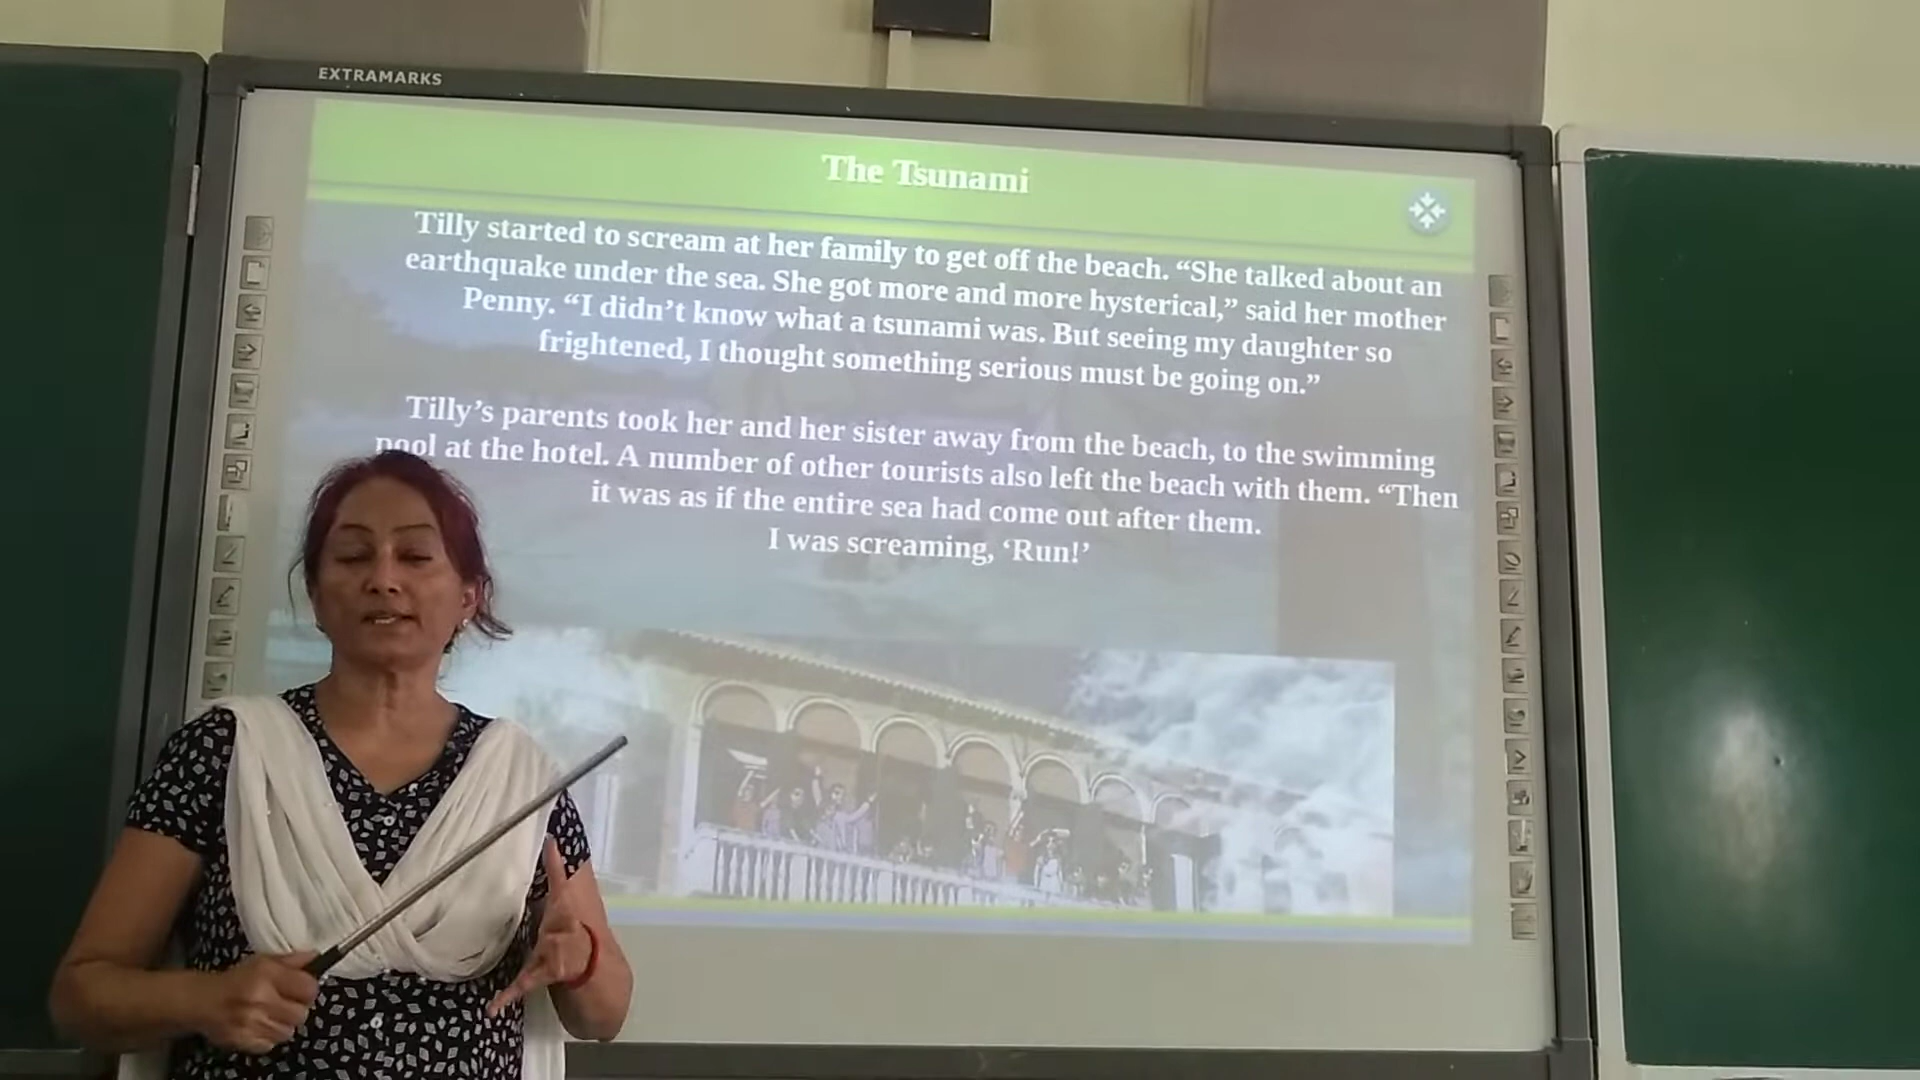 EXTRAMARKS
The Tsunami
Tilly started to scream at her family to get off the beach. “She talked about an
earthquake under the sea. She got more and more hysterical,” said her mother
Penny. “I didn’t know what a tsunami was. But seeing my daughter so
frightened, I thought something serious must be going on.”
Tilly’s parents took her and her sister away from the beach, to the swimming
pool at the hotel. A number of other tourists also left the beach with them. “Then
it was as if the entire sea had come out after them.
I was screaming, ‘Run!’